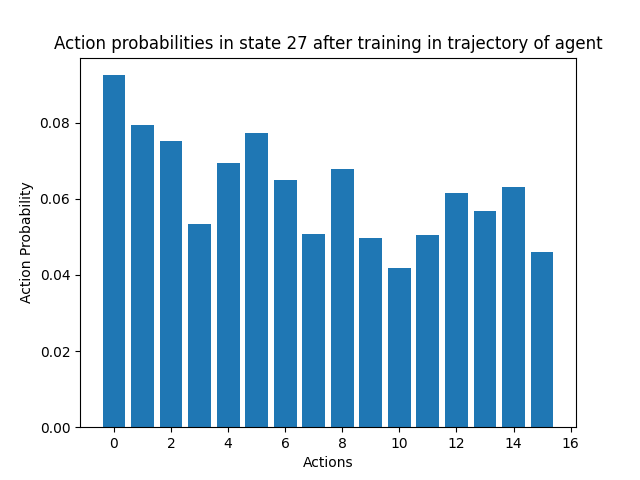 Action probabilities in state 27 after training in trajectory of agent
Action Probability
0.08
0.06
0.04
0.02
0.00
0 2 4 6 8 10 12 14 16
Actions